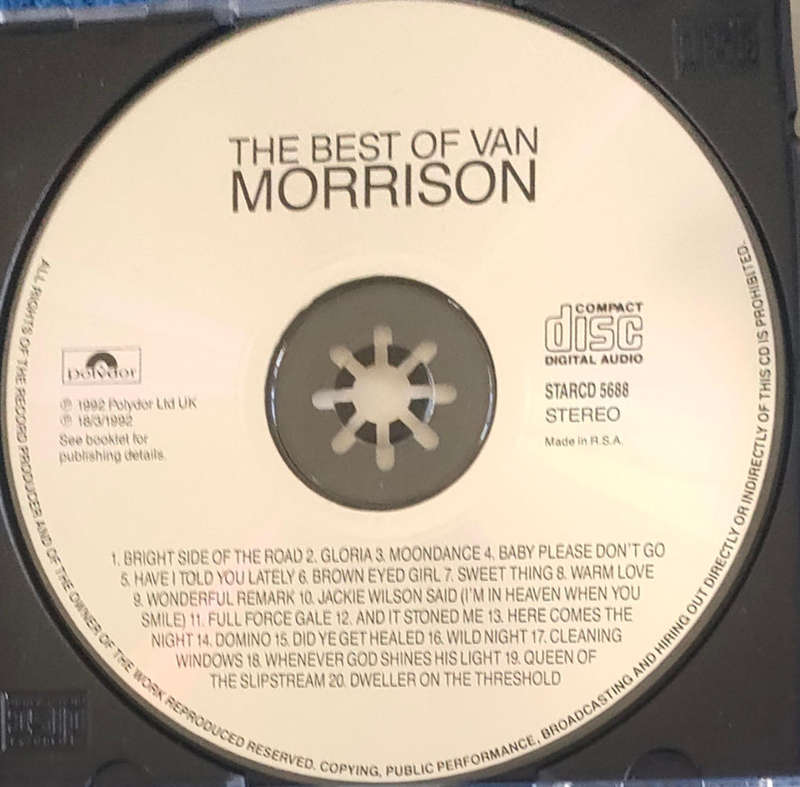 THE BEST OF VAN
MORRISON
COMPACT
disc
DIGITAL AUDIO
polydor
℗ 1992 Polydor Ltd UK
℗ 18/3/1992
See booklet for
publishing details.
STARCD 5688
STEREO
Made in R.S.A.
1. BRIGHT SIDE OF THE ROAD 2. GLORIA 3. MOONDANCE 4. BABY PLEASE DON'T GO
5. HAVE I TOLD YOU LATELY 6. BROWN EYED GIRL 7. SWEET THING 8. WARM LOVE
9. WONDERFUL REMARK 10. JACKIE WILSON SAID (I'M IN HEAVEN WHEN YOU
SMILE) 11. FULL FORCE GALE 12. AND IT STONED ME 13. HERE COMES THE
NIGHT 14. DOMINO 15. DID YE GET HEALED 16. WILD NIGHT 17. CLEANING
WINDOWS 18. WHENEVER GOD SHINES HIS LIGHT 19. QUEEN OF
THE SLIPSTREAM 20. DWELLER ON THE THRESHOLD
ALL RIGHTS OF THE RECORD PRODUCER AND OF THE OWNER OF THE WORK REPRODUCED RESERVED. COPYING, PUBLIC PERFORMANCE, BROADCASTING AND HIRING OUT DIRECTLY OR INDIRECTLY OF THIS CD IS PROHIBITED.